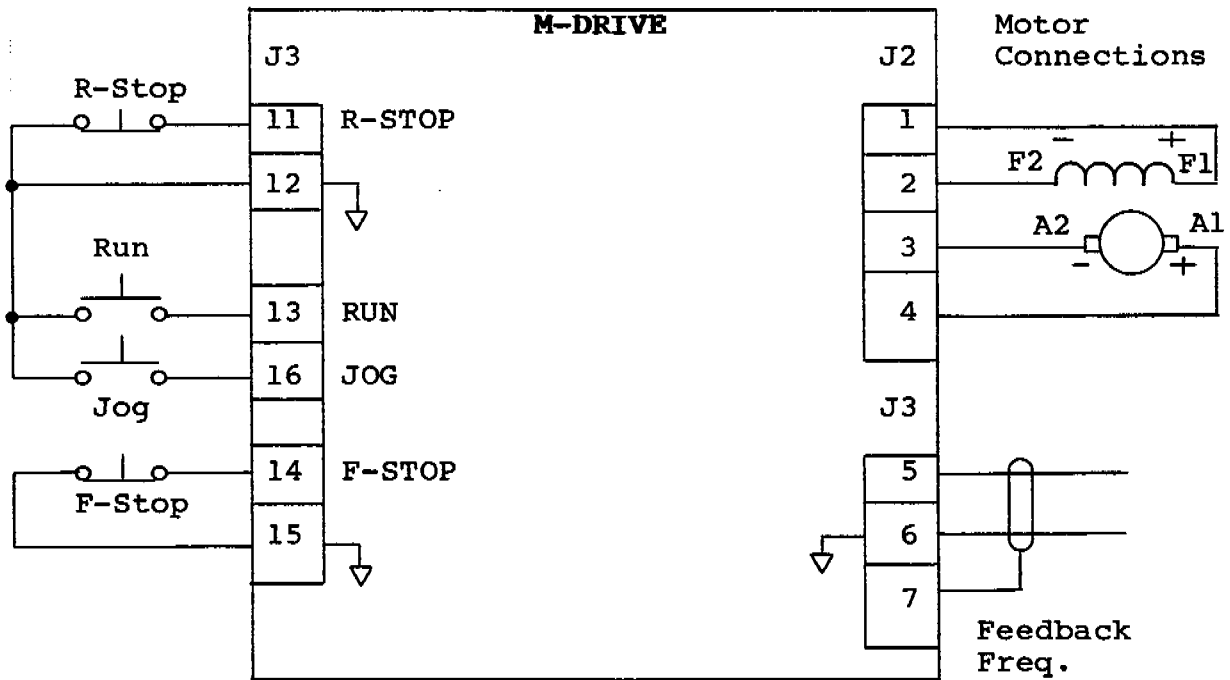 M-DRIVE
J3
R-Stop
11 R-STOP
12
Run
13 RUN
16 JOG
Jog
14 F-STOP
F-Stop
15
J2
Motor
Connections
1
- +
2
F2 F1
3
A2 A1
- +
4
J3
5
6
7
Feedback
Freq.